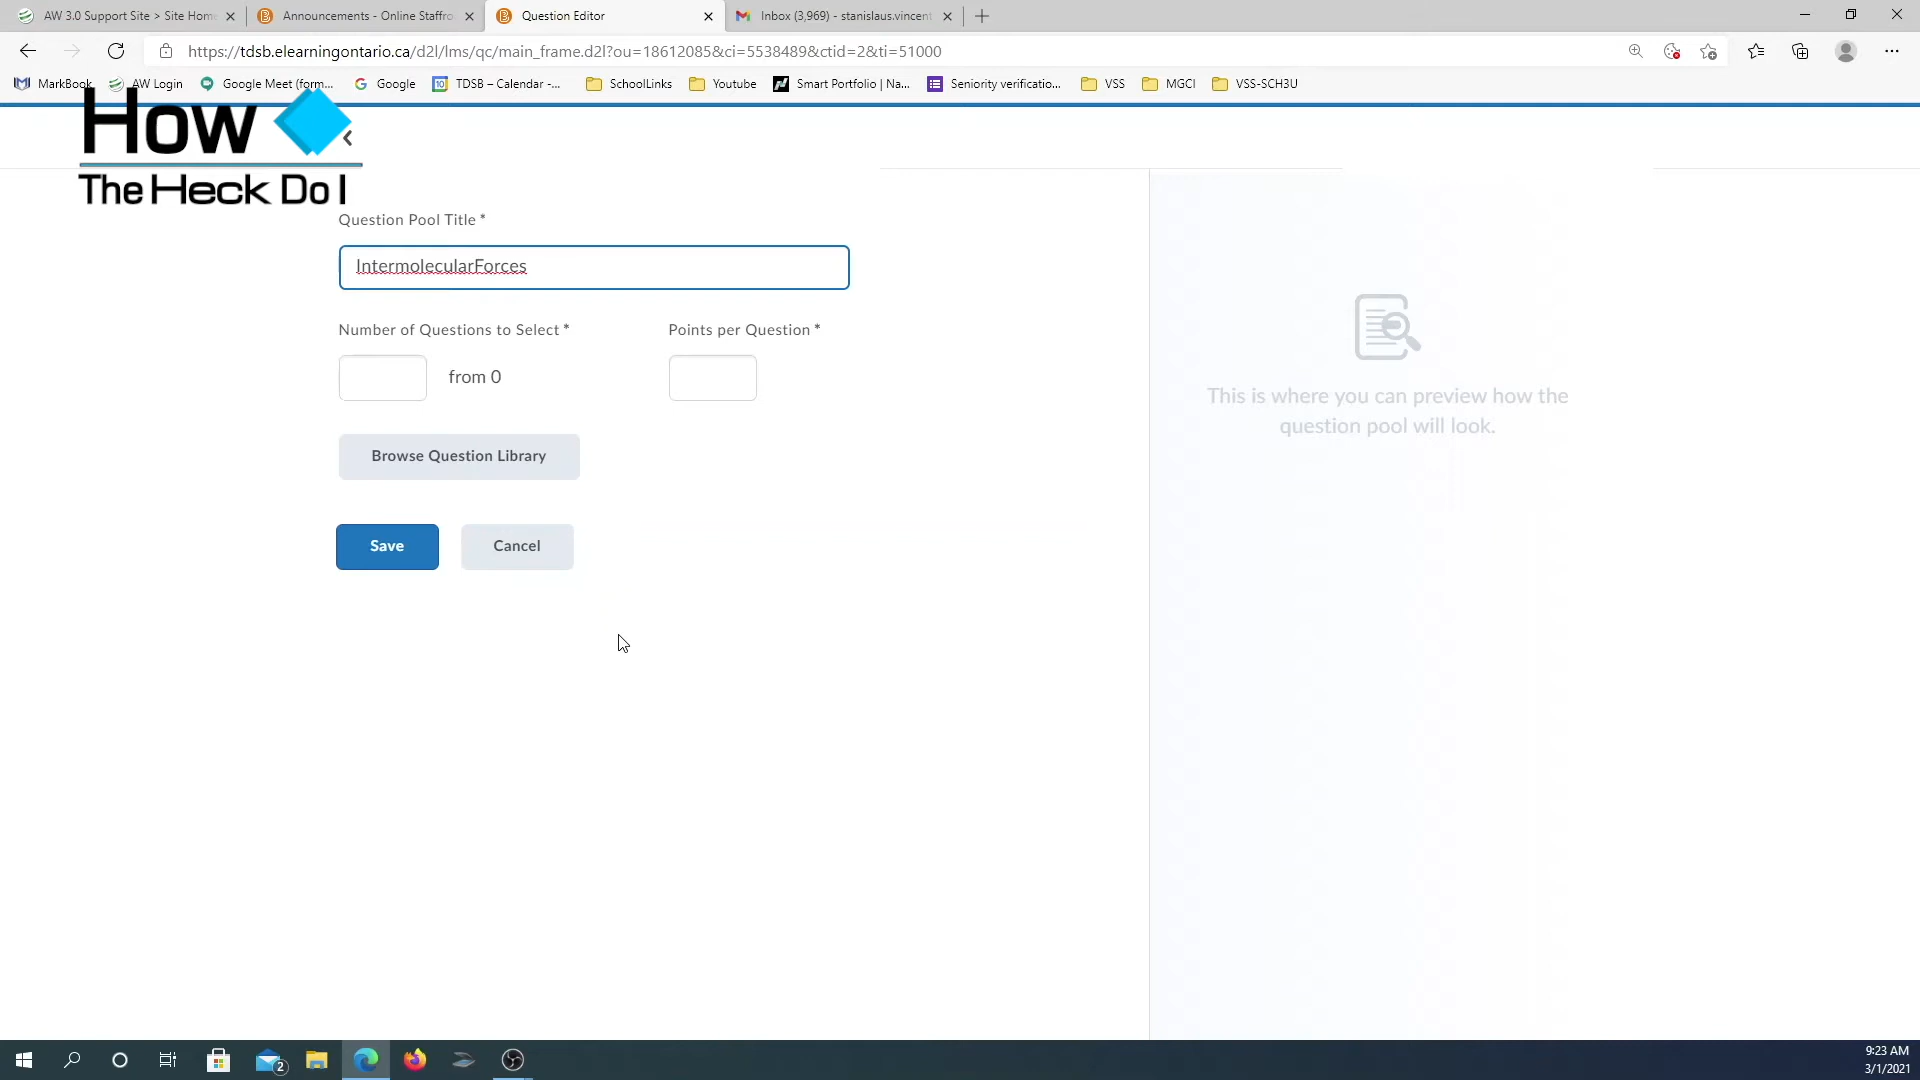 AW 3.0 Support Site > Site Hom
Announcements - Online Staffro
Question Editor
Inbox (3,969) - stanislaus.vincent
https://tdsb.elearningontario.ca/d2l/lms/qc/main_frame.d2l?ou=18612085&ci=5538489&ctid=2&ti=51000
MarkBook
AW Login
Google Meet (form...
Google
TDSB – Calendar -...
SchoolLinks
Youtube
Smart Portfolio | Na...
Seniority verificatio...
VSS
MGCI
VSS-SCH3U
How
The Heck Do I
Question Pool Title *
IntermolecularForces
Number of Questions to Select *
Points per Question *
from 0
Browse Question Library
Save
Cancel
This is where you can preview how the
question pool will look.
2
9:23 AM
3/1/2021